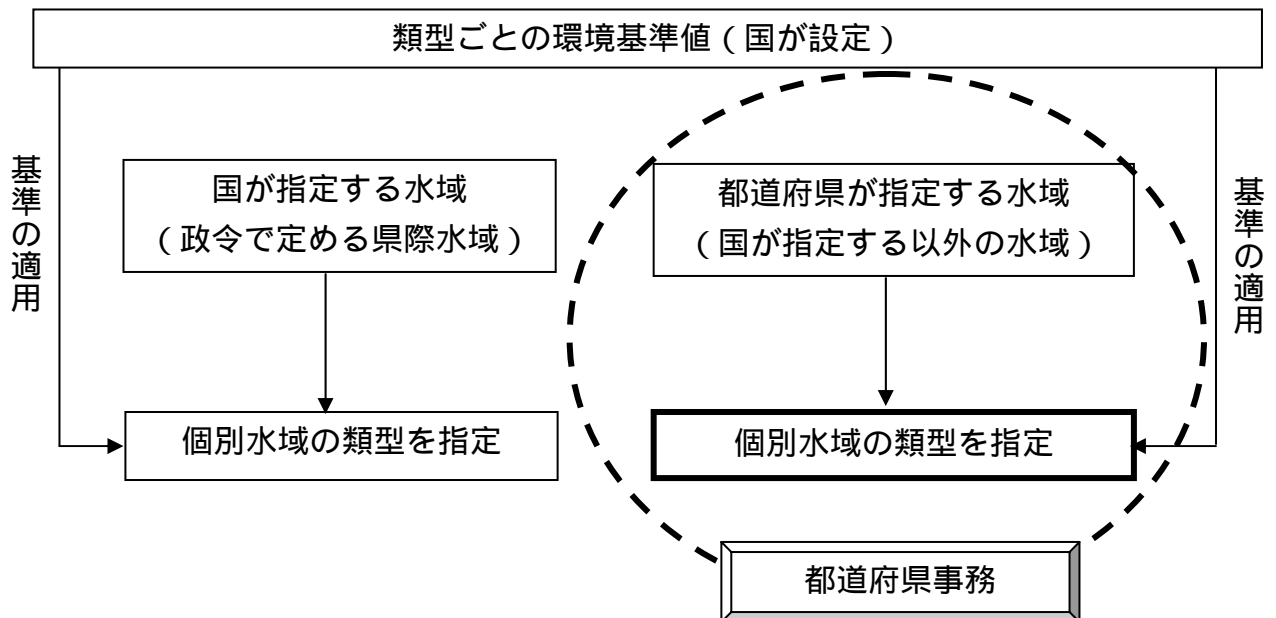 類型ごとの環境基準値（国が設定）
基準の適用
国が指定する水域
（政令で定める県際水域）
都道府県が指定する水域
（国が指定する以外の水域）
基準の適用
個別水域の類型を指定
個別水域の類型を指定
都道府県事務